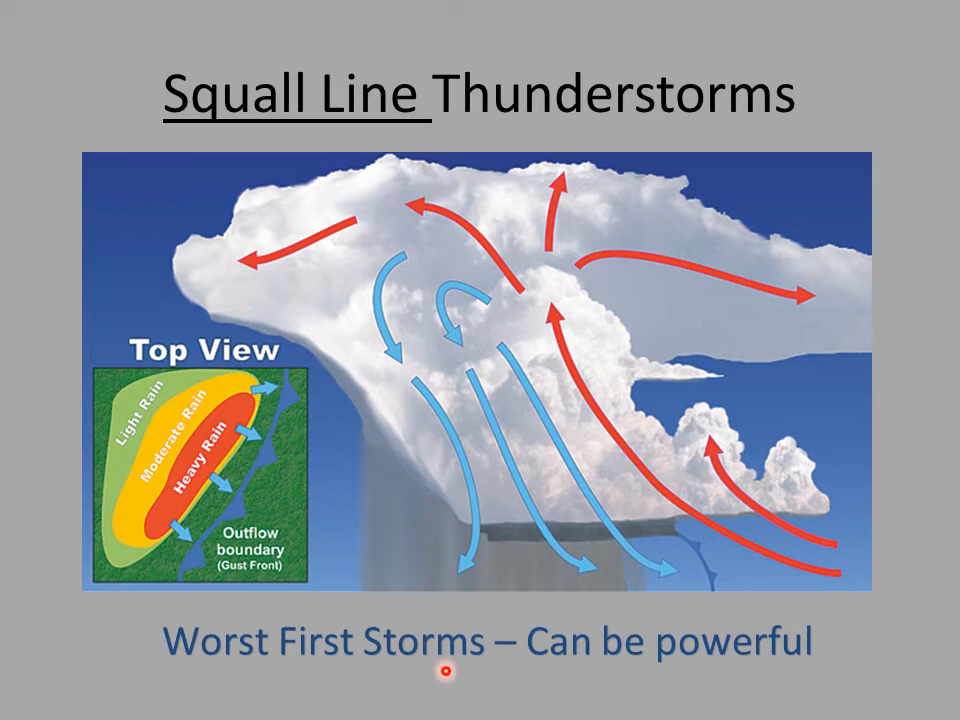 Squall Line Thunderstorms
Top View
Light Rain
Moderate Rain
Heavy Rain
Outflow
boundary
(Gust Front)
Worst First Storms – Can be powerful